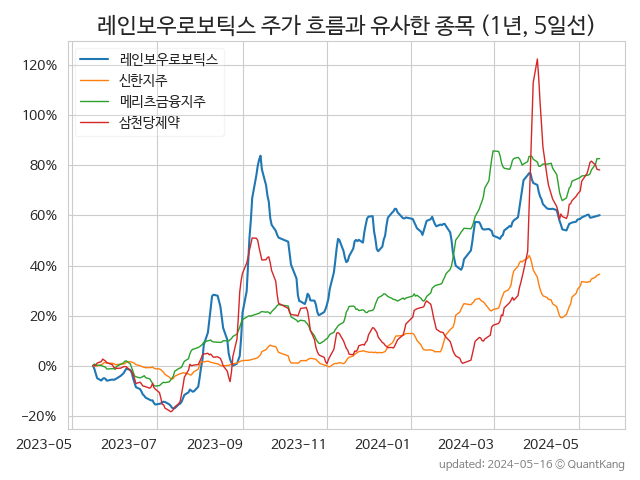 레인보우로보틱스 주가 흐름과 유사한 종목 (1년, 5일선)
레인보우로보틱스
신한지주
메리츠금융지주
삼천당제약
120%
100%
80%
60%
40%
20%
0%
−20%
2023-05
2023-07
2023-09
2023-11
2024-01
2024-03
2024-05
updated: 2024-05-16 © QuantKang